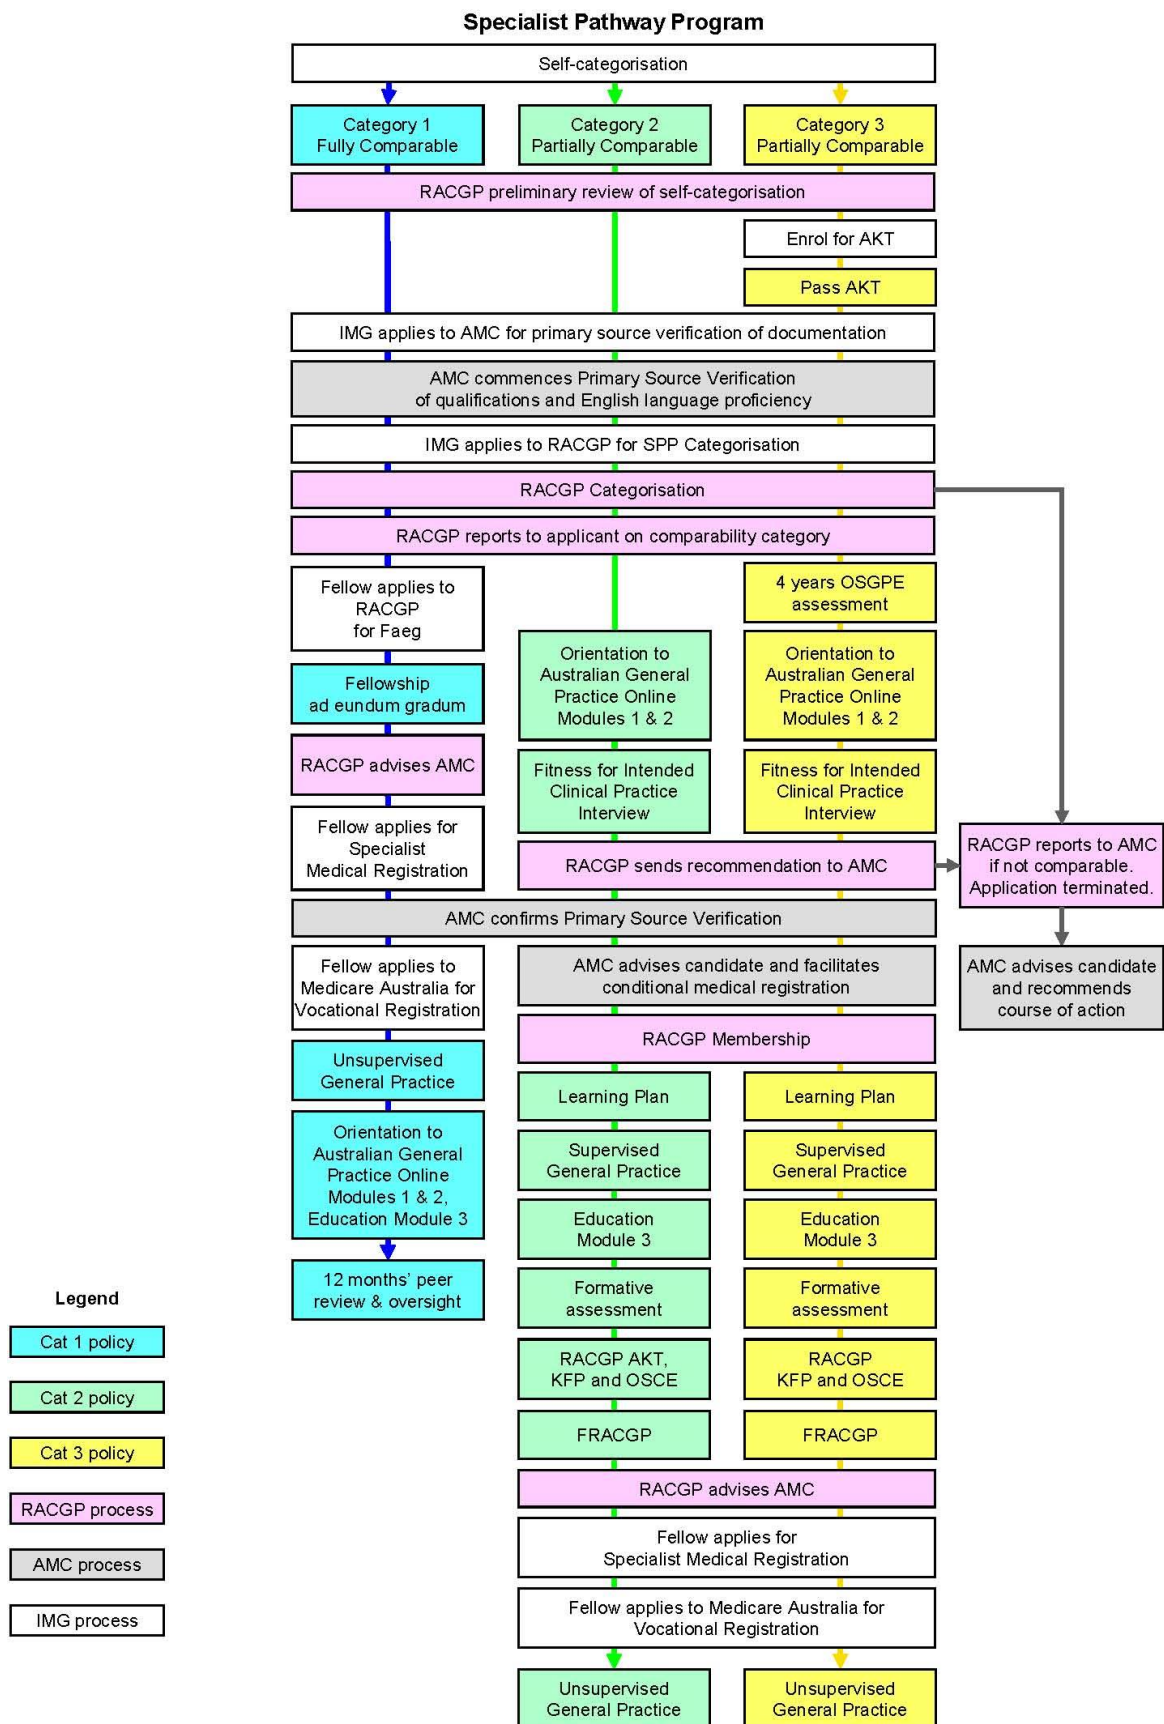 Specialist Pathway Program
Self-categorisation
Category 1
Fully Comparable
Category 2
Partially Comparable
Category 3
Partially Comparable
RACGP preliminary review of self-categorisation
Enrol for AKT
Pass AKT
IMG applies to AMC for primary source verification of documentation
AMC commences Primary Source Verification
of qualifications and English language proficiency
IMG applies to RACGP for SPP Categorisation
RACGP Categorisation
RACGP reports to applicant on comparability category
Fellow applies to
RACGP
for Faeg
4 years OSGPE
assessment
Orientation to
Australian General
Practice Online
Modules 1 & 2
Orientation to
Australian General
Practice Online
Modules 1 & 2
Fellowship
ad eundum gradum
RACGP advises AMC
Fitness for Intended
Clinical Practice
Interview
Fitness for Intended
Clinical Practice
Interview
Fellow applies for
Specialist
Medical Registration
RACGP sends recommendation to AMC
RACGP reports to AMC
if not comparable.
Application terminated.
AMC confirms Primary Source Verification
Fellow applies to
Medicare Australia for
Vocational Registration
AMC advises candidate and facilitates
conditional medical registration
AMC advises candidate
and recommends
course of action
RACGP Membership
Unsupervised
General Practice
Learning Plan
Learning Plan
Orientation to
Australian General
Practice Online
Modules 1 & 2,
Education Module 3
Supervised
General Practice
Supervised
General Practice
Education
Module 3
Education
Module 3
12 months' peer
review & oversight
Formative
assessment
Formative
assessment
RACGP AKT,
KFP and OSCE
RACGP
KFP and OSCE
FRACGP
FRACGP
RACGP advises AMC
Fellow applies for
Specialist Medical Registration
Fellow applies to Medicare Australia for
Vocational Registration
Unsupervised
General Practice
Unsupervised
General Practice
Legend
Cat 1 policy
Cat 2 policy
Cat 3 policy
RACGP process
AMC process
IMG process